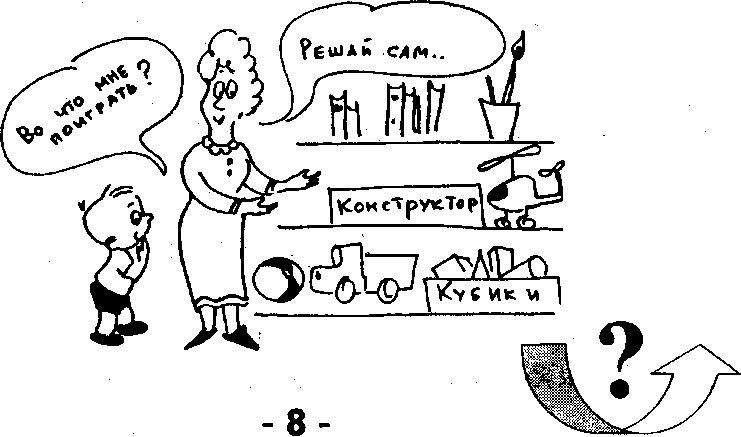 Во что мне
поиграть?
Решай сам..
Конструктор
Кубики
?
- 8 -